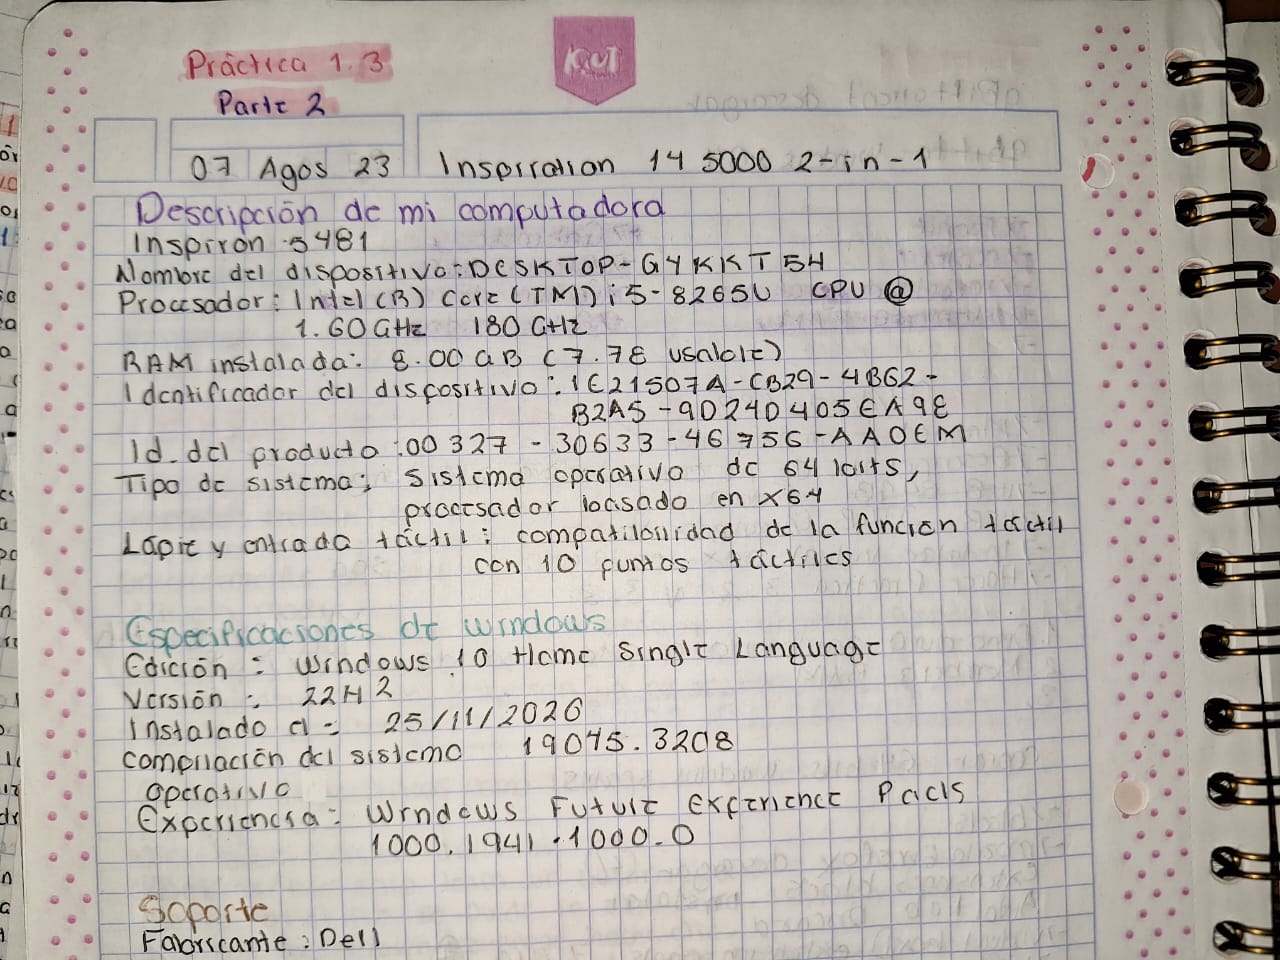 Práctica 1.3
Parte 2
07 Agos 23
Inspiration 14 5000 2-in-1
Descripción de mi computadora
Inspiron 5481
Nombre del dispositivo: DESKTOP-GYKKT54
Procesador: Intel (R) Core (TM) i5-8265U CPU @
1.60GHz 180 GHz
RAM instalada: 8.00 GB (7.78 usable)
Identificador del dispositivo: 1E21507A-CB29-4B62-
B2A5-90240405EA9E
Id del producto: 00327-30633-46756-AAOEM
Tipo de sistema: Sistema operativo de 64 bits,
procesador basado en x64
Lápiz y entrada táctil: compatibilidad de la función táctil
con 10 puntos táctiles
Especificaciones de windows
Edición: Windows 10 Home Single Language
Versión: 22H2
Instalado el: 25/11/2020
compilación del sistema 19045.3208
operativo
Experiencia: Windows Future Experience Pack
1000.1941.1000.0
Soporte
Fabricante: Dell